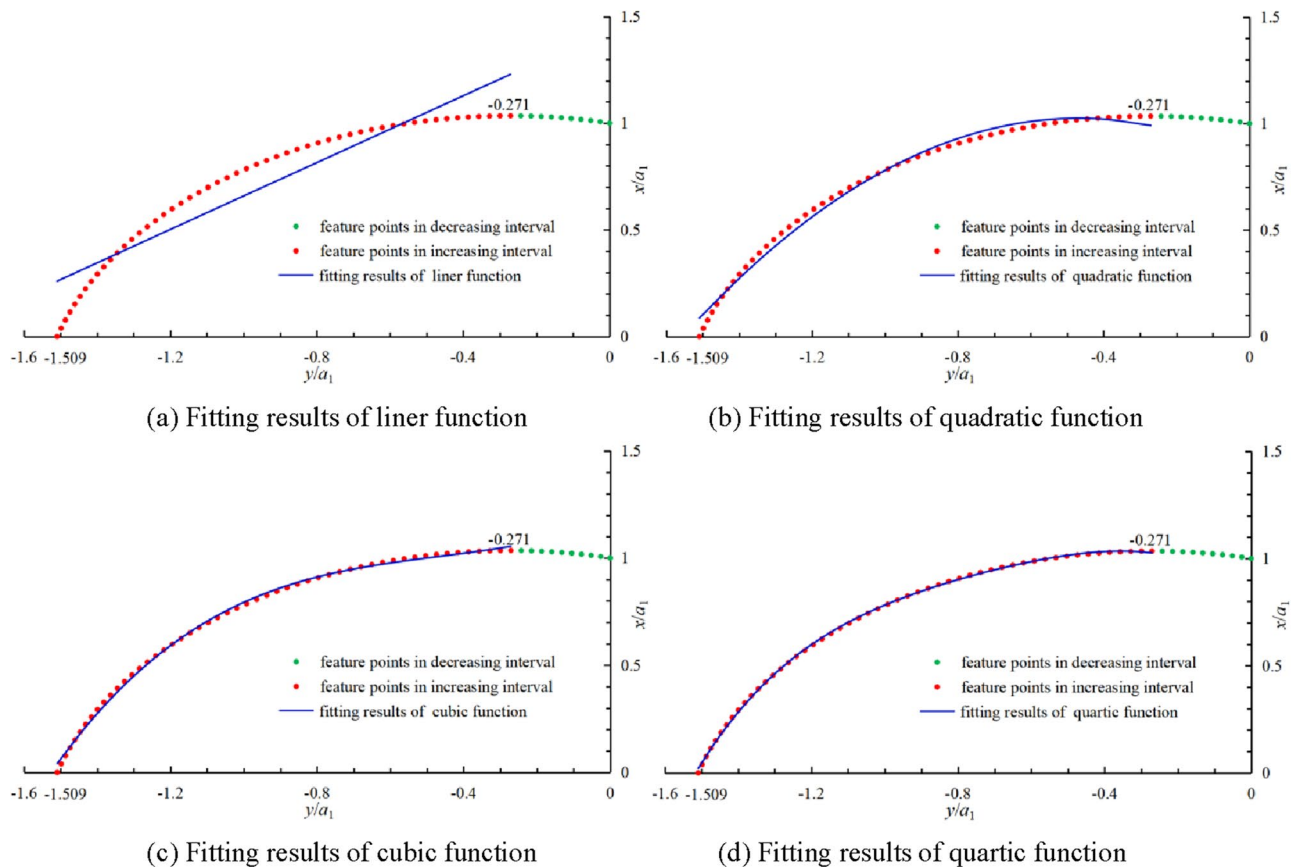 1.5
-0.271
1
x/a₁
feature points in decreasing interval
feature points in increasing interval
fitting results of liner function
0.5
0
-1.6 -1.509 -1.2 -0.8 -0.4 0
y/a₁
(a) Fitting results of liner function
1.5
-0.271
1
x/a₁
feature points in decreasing interval
feature points in increasing interval
fitting results of quadratic function
0.5
0
-1.6 -1.509 -1.2 -0.8 -0.4 0
y/a₁
(b) Fitting results of quadratic function
1.5
-0.271
1
x/a₁
feature points in decreasing interval
feature points in increasing interval
fitting results of cubic function
0.5
0
-1.6 -1.509 -1.2 -0.8 -0.4 0
y/a₁
(c) Fitting results of cubic function
1.5
-0.271
1
x/a₁
feature points in decreasing interval
feature points in increasing interval
fitting results of quartic function
0.5
0
-1.6 -1.509 -1.2 -0.8 -0.4 0
y/a₁
(d) Fitting results of quartic function